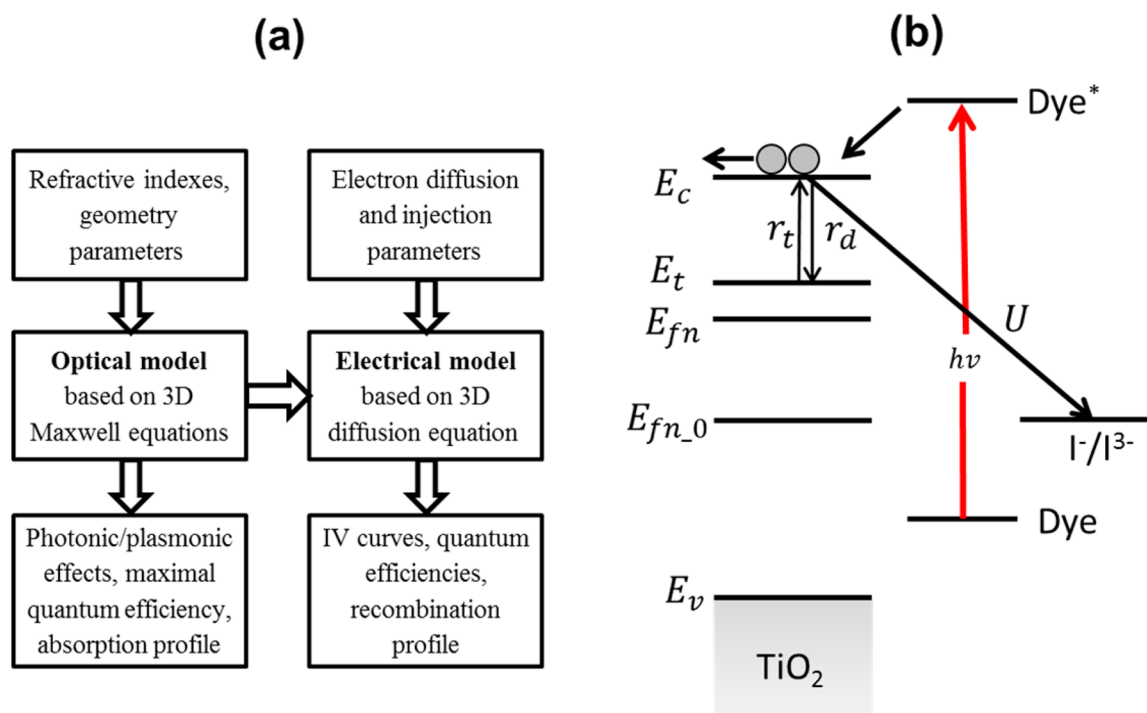 (a)
Refractive indexes,
geometry
parameters
Electron diffusion
and injection
parameters
Optical model
based on 3D
Maxwell equations
Electrical model
based on 3D
diffusion equation
Photonic/plasmonic
effects, maximal
quantum efficiency,
absorption profile
IV curves, quantum
efficiencies,
recombination
profile
(b)
Dye*
E_c
r_t
r_d
E_t
E_fn
U
hν
E_fn_0
I⁻/I³⁻
Dye
E_v
TiO₂